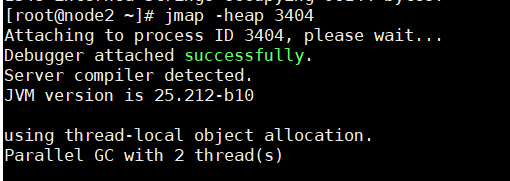 [root@node2 ~]# jmap -heap 3404
Attaching to process ID 3404, please wait...
Debugger attached successfully.
Server compiler detected.
JVM version is 25.212-b10
using thread-local object allocation.
Parallel GC with 2 thread(s)